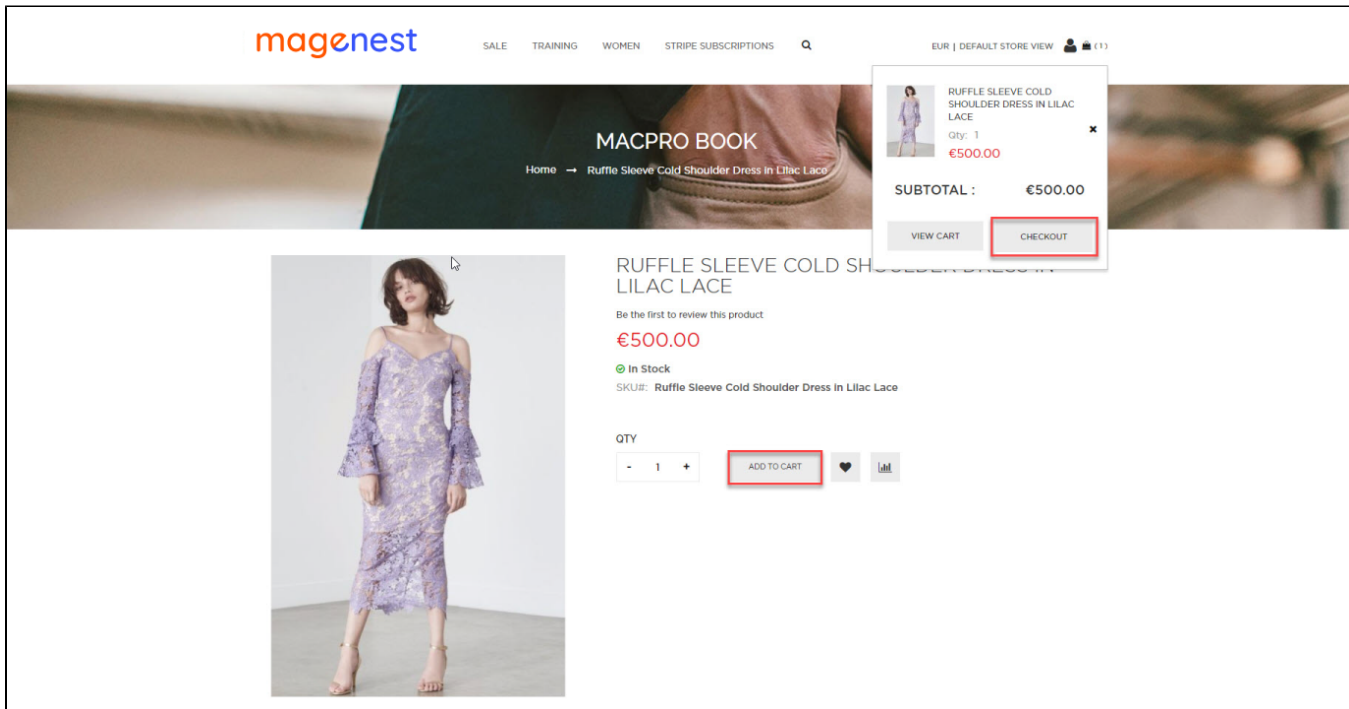 magenest
SALE TRAINING WOMEN STRIPE SUBSCRIPTIONS
EUR | DEFAULT STORE VIEW (1)
RUFFLE SLEEVE COLD
SHOULDER DRESS IN LILAC
LACE
Qty: 1
€500.00
SUBTOTAL : €500.00
VIEW CART CHECKOUT
MACPRO BOOK
Home → Ruffle Sleeve Cold Shoulder Dress in Lilac Lace
RUFFLE SLEEVE COLD SHOULDER DRESS IN
LILAC LACE
Be the first to review this product
€500.00
In Stock
SKU#: Ruffle Sleeve Cold Shoulder Dress in Lilac Lace
QTY
- 1 + ADD TO CART